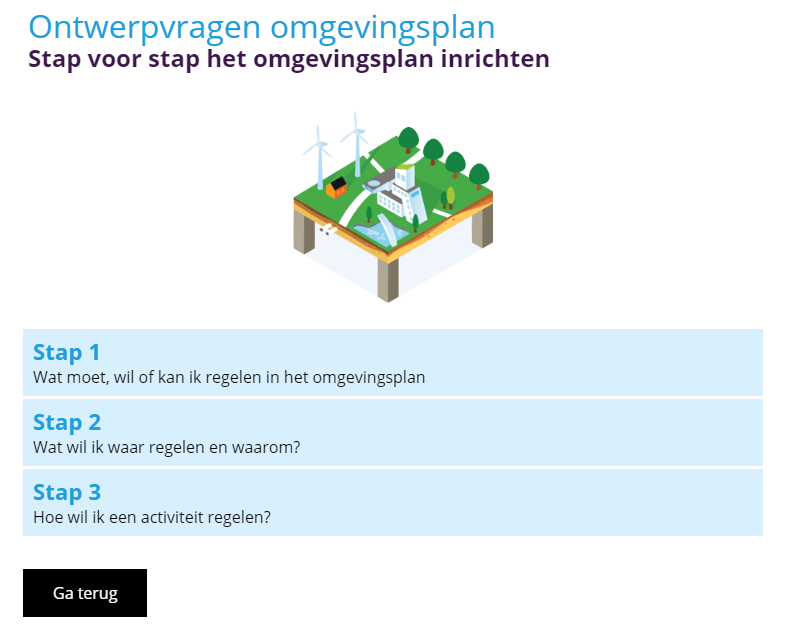 Ontwerpvragen omgevingsplan
Stap voor stap het omgevingsplan inrichten
Stap 1
Wat moet, wil of kan ik regelen in het omgevingsplan
Stap 2
Wat wil ik waar regelen en waarom?
Stap 3
Hoe wil ik een activiteit regelen?
Ga terug